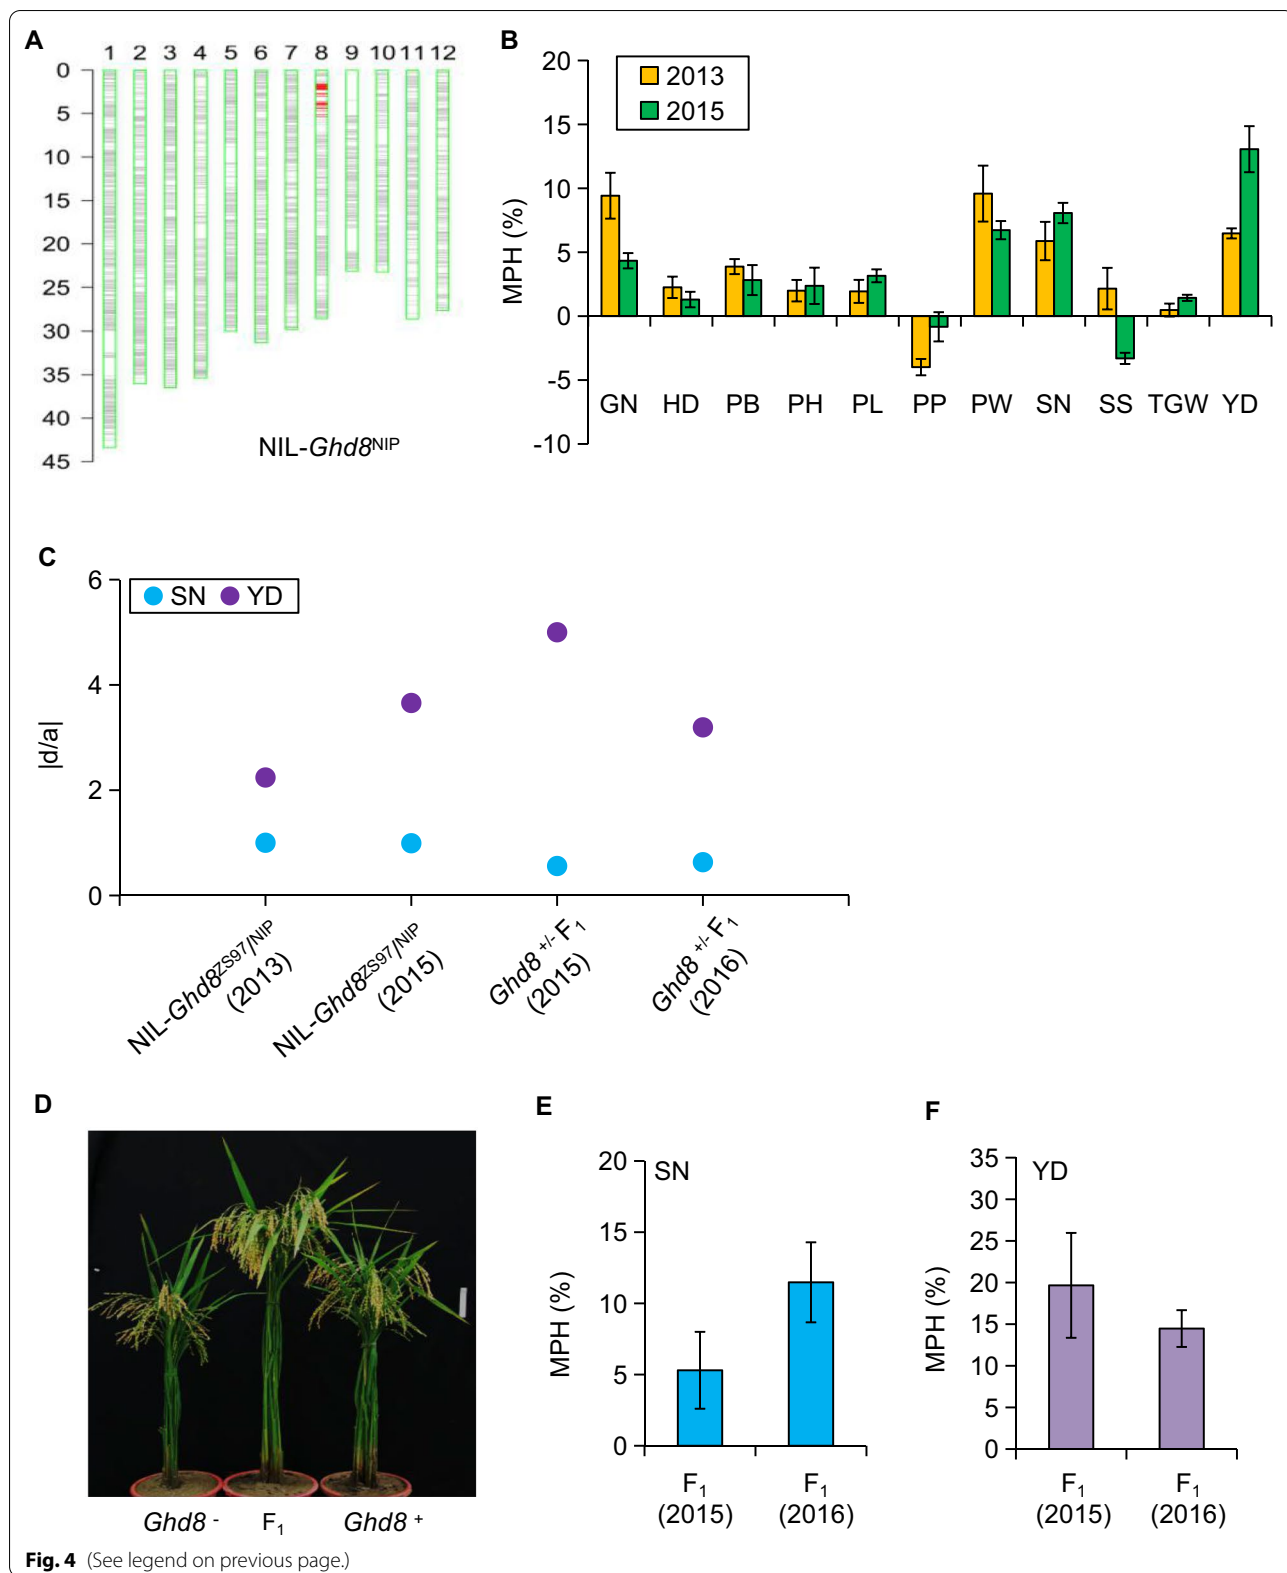 A
1 2 3 4 5 6 7 8 9 10 11 12
0
5
10
15
20
25
30
35
40
45
NIL-Ghd8NIP
B
2013
2015
MPH (%)
20
15
10
5
0
-5
-10
GN HD PB PH PL PP PW SN SS TGW YD
C
SN YD
|d/a|
6
4
2
0
NIL-Ghd8ZS97/NIP
(2013)
NIL-Ghd8ZS97/NIP
(2015)
Ghd8 +/- F1
(2015)
Ghd8 +/- F1
(2016)
D
Ghd8 - F1 Ghd8 +
E
SN
MPH (%)
20
15
10
5
0
F1
(2015)
F1
(2016)
F
YD
MPH (%)
35
30
25
20
15
10
5
0
F1
(2015)
F1
(2016)
Fig. 4 (See legend on previous page.)